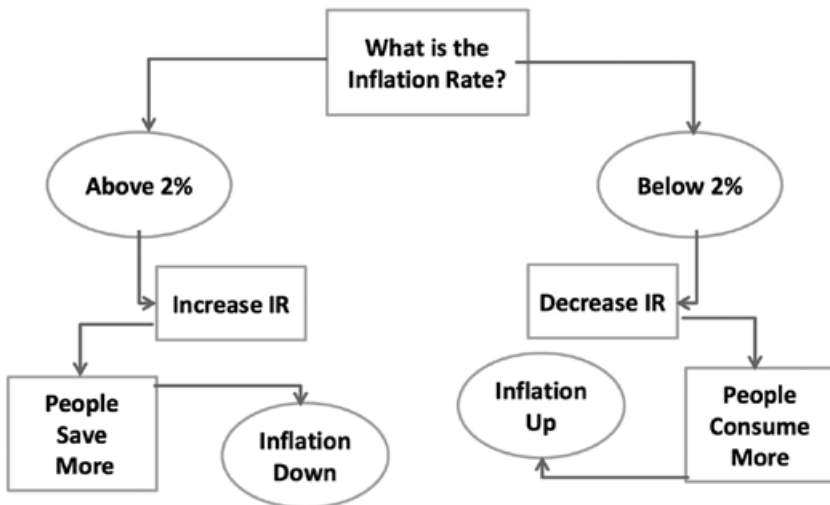 What is the
Inflation Rate?
Above 2%
Below 2%
Increase IR
Decrease IR
People
Save
More
Inflation
Down
Inflation
Up
People
Consume
More